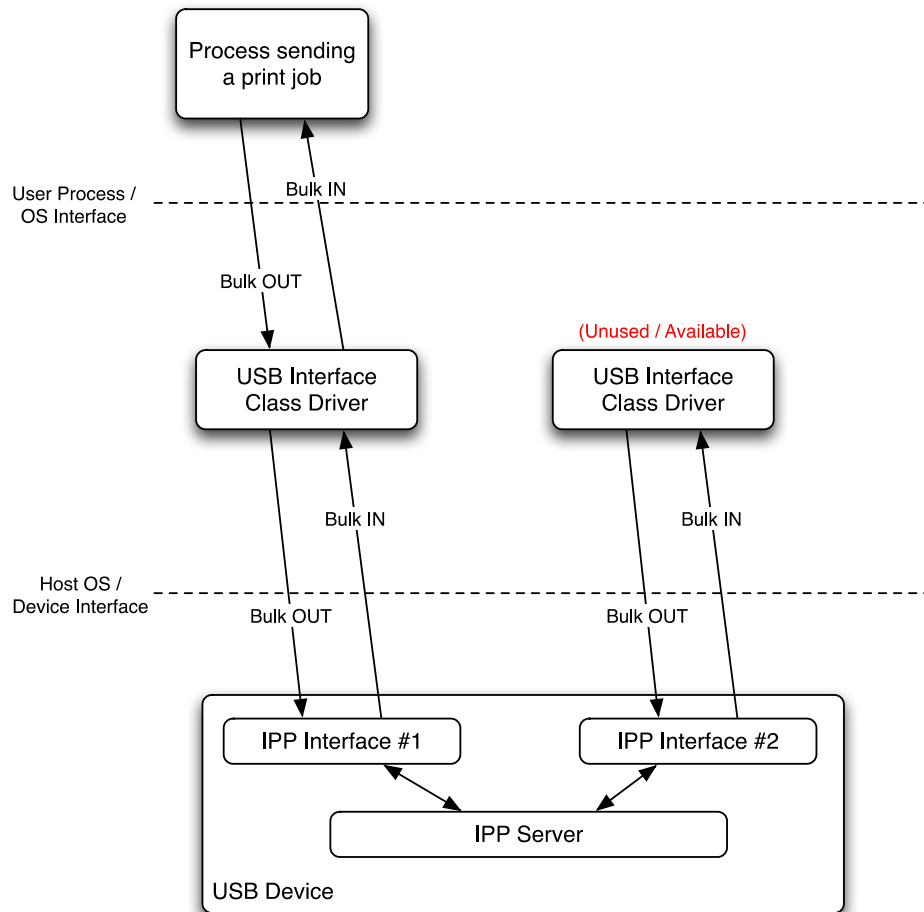 Process sending
a print job
Bulk IN
User Process /
OS Interface
Bulk OUT
(Unused / Available)
USB Interface
Class Driver
USB Interface
Class Driver
Bulk IN
Bulk IN
Host OS /
Device Interface
Bulk OUT
Bulk OUT
IPP Interface #1
IPP Interface #2
IPP Server
USB Device